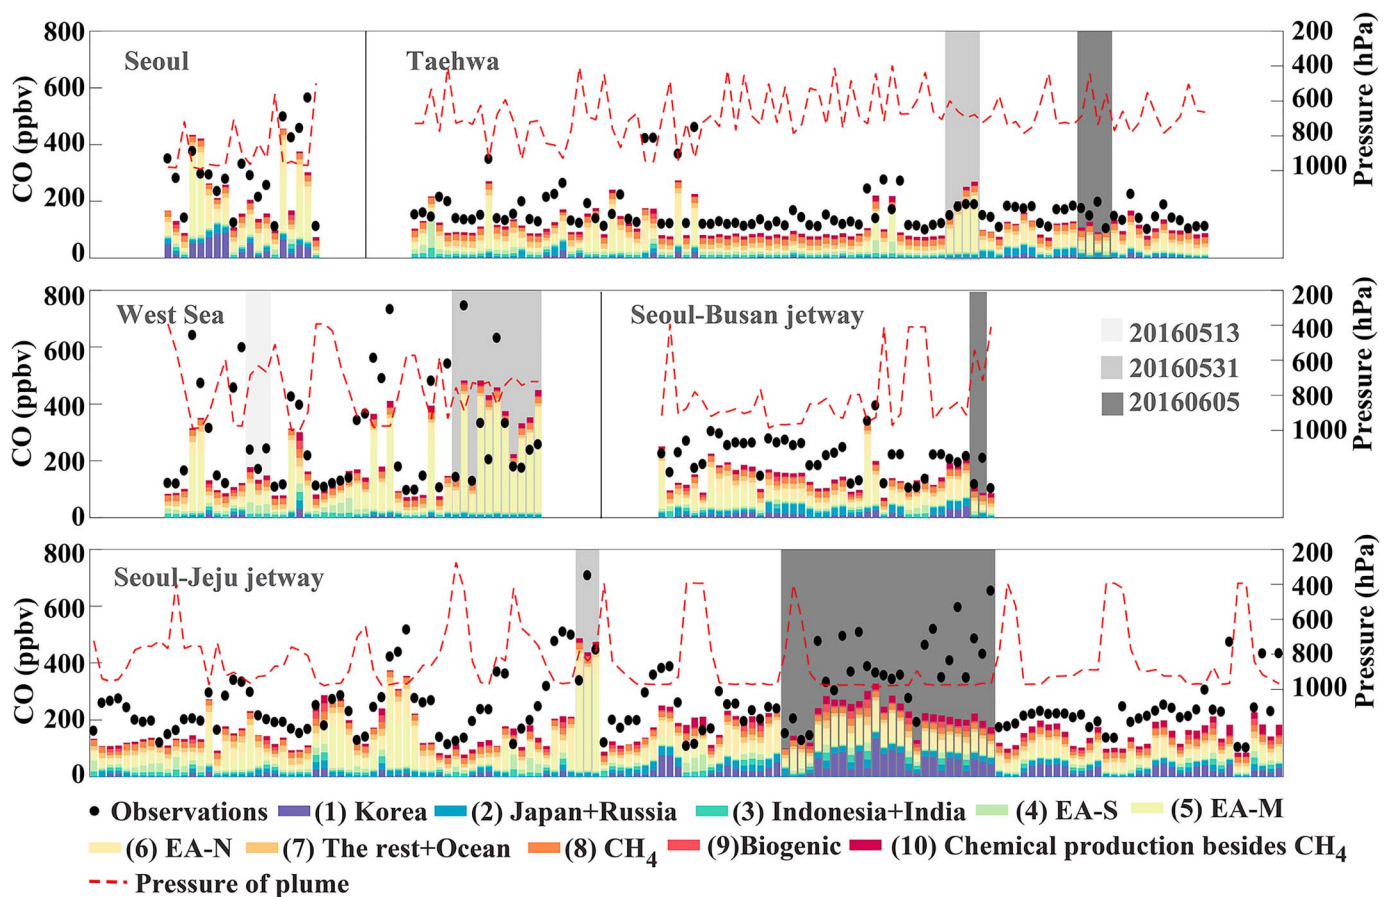 800 600 400 200 0
CO (ppbv)
Seoul
Taehwa
200 400 600 800 1000
Pressure (hPa)
800 600 400 200 0
CO (ppbv)
West Sea
Seoul-Busan jetway
20160513
20160531
20160605
200 400 600 800 1000
Pressure (hPa)
800 600 400 200 0
CO (ppbv)
Seoul-Jeju jetway
200 400 600 800 1000
Pressure (hPa)
Observations (1) Korea (2) Japan+Russia (3) Indonesia+India (4) EA-S (5) EA-M
(6) EA-N (7) The rest+Ocean (8) CH4 (9)Biogenic (10) Chemical production besides CH4
Pressure of plume